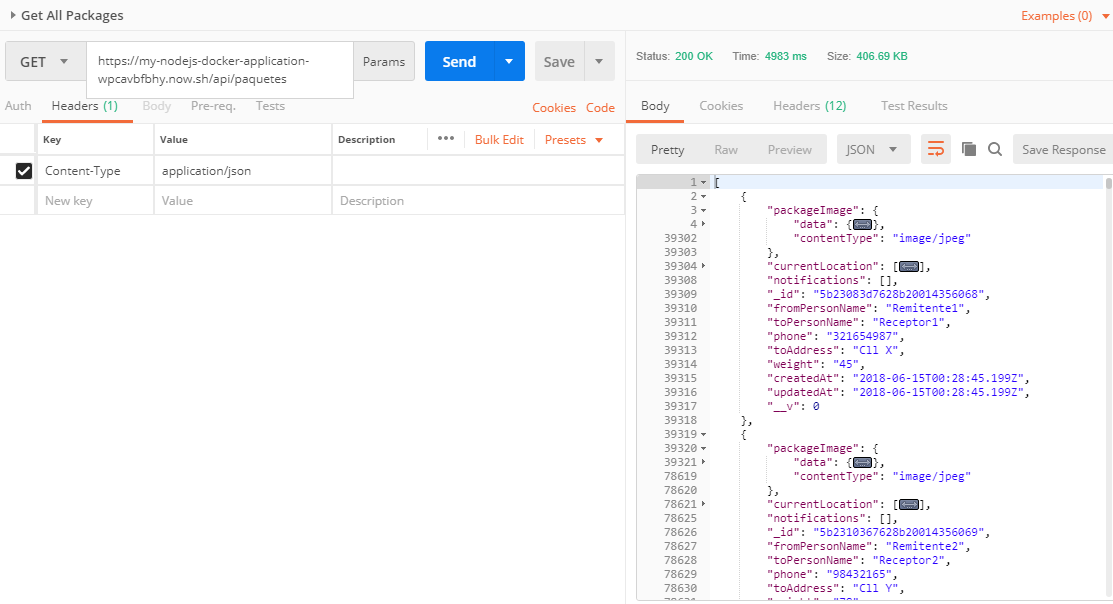 Get All Packages
Examples (0)
GET
https://my-nodejs-docker-application-
wpcavbfbhy.now.sh/api/paquetes
Params
Send
Save
Status: 200 OK Time: 4983 ms Size: 406.69 KB
Auth Headers (1) Body Pre-req. Tests Cookies Code
Key Value Description ••• Bulk Edit Presets
Content-Type application/json
New key Value Description
Body Cookies Headers (12) Test Results
Pretty Raw Preview JSON Save Response
1 [
2 {
3 "packageImage": {
4 "data": {},
39302 "contentType": "image/jpeg"
39303 },
39304 "currentLocation": [],
39308 "notifications": [],
39309 "_id": "5b23083d7628b20014356068",
39310 "fromPersonName": "Remitente1",
39311 "toPersonName": "Receptor1",
39312 "phone": "321654987",
39313 "toAddress": "Cll X",
39314 "weight": "45",
39315 "createdAt": "2018-06-15T00:28:45.199Z",
39316 "updatedAt": "2018-06-15T00:28:45.199Z",
39317 "__v": 0
39318 },
39319 {
39320 "packageImage": {
39321 "data": {},
78619 "contentType": "image/jpeg"
78620 },
78621 "currentLocation": [],
78625 "notifications": [],
78626 "_id": "5b2310367628b20014356069",
78627 "fromPersonName": "Remitente2",
78628 "toPersonName": "Receptor2",
78629 "phone": "98432165",
78630 "toAddress": "Cll Y",